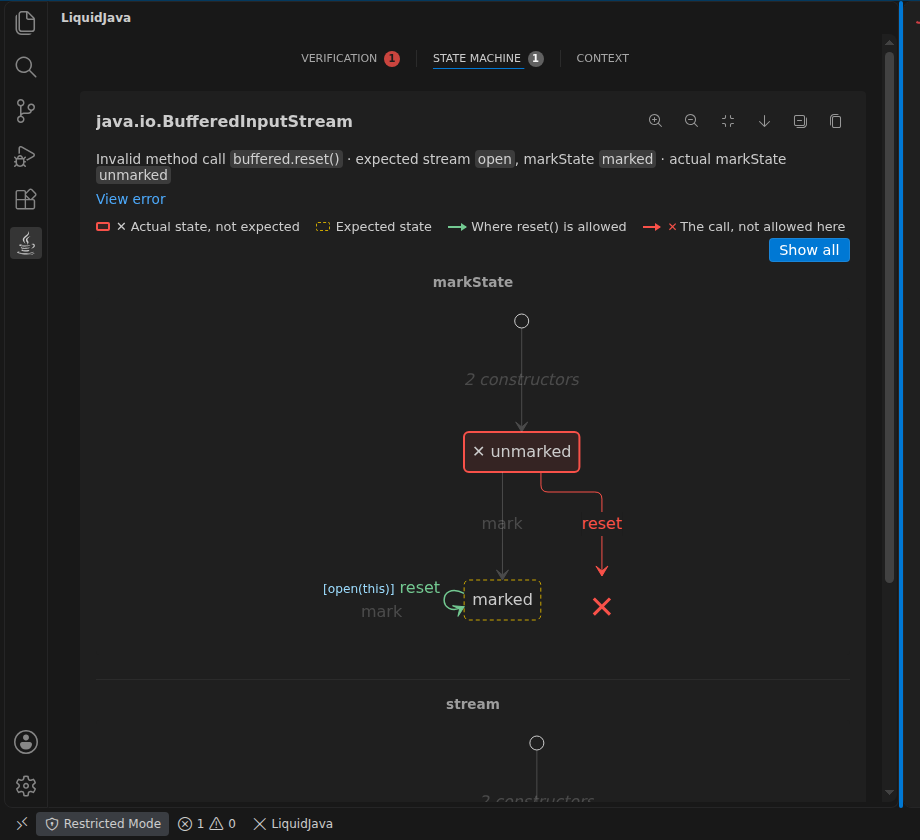 LiquidJava
VERIFICATION 1 STATE MACHINE 1 CONTEXT
java.io.BufferedInputStream
Invalid method call buffered.reset() · expected stream open, markState marked · actual markState
unmarked
View error
✕ Actual state, not expected Expected state Where reset() is allowed ✕ The call, not allowed here
Show all
markState
2 constructors
✕ unmarked
mark reset
[open(this)] reset
mark
marked
stream
2 constructors
Restricted Mode 1 0 LiquidJava